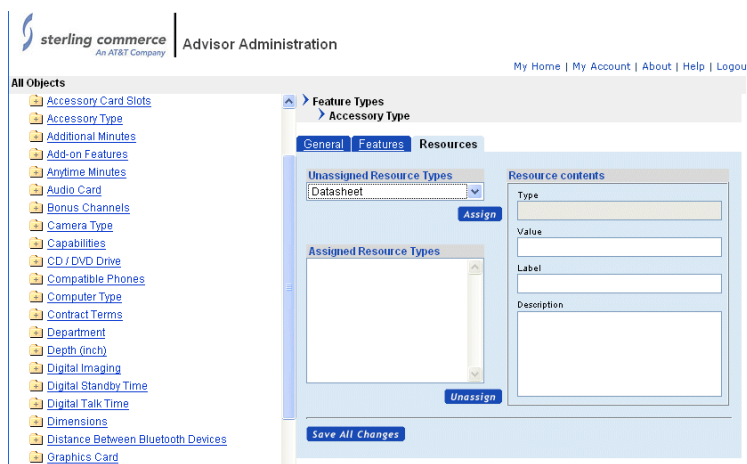 sterling commerce
An AT&T Company
Advisor Administration
My Home | My Account | About | Help | Logou
All Objects
Accessory Card Slots
Accessory Type
Additional Minutes
Add-on Features
Anytime Minutes
Audio Card
Bonus Channels
Camera Type
Capabilities
CD / DVD Drive
Compatible Phones
Computer Type
Contract Terms
Department
Depth (inch)
Digital Imaging
Digital Standby Time
Digital Talk Time
Dimensions
Distance Between Bluetooth Devices
Graphics Card
Feature Types
Accessory Type
General Features Resources
Unassigned Resource Types
Datasheet
Assign
Assigned Resource Types
Unassign
Save All Changes
Resource contents
Type
Value
Label
Description